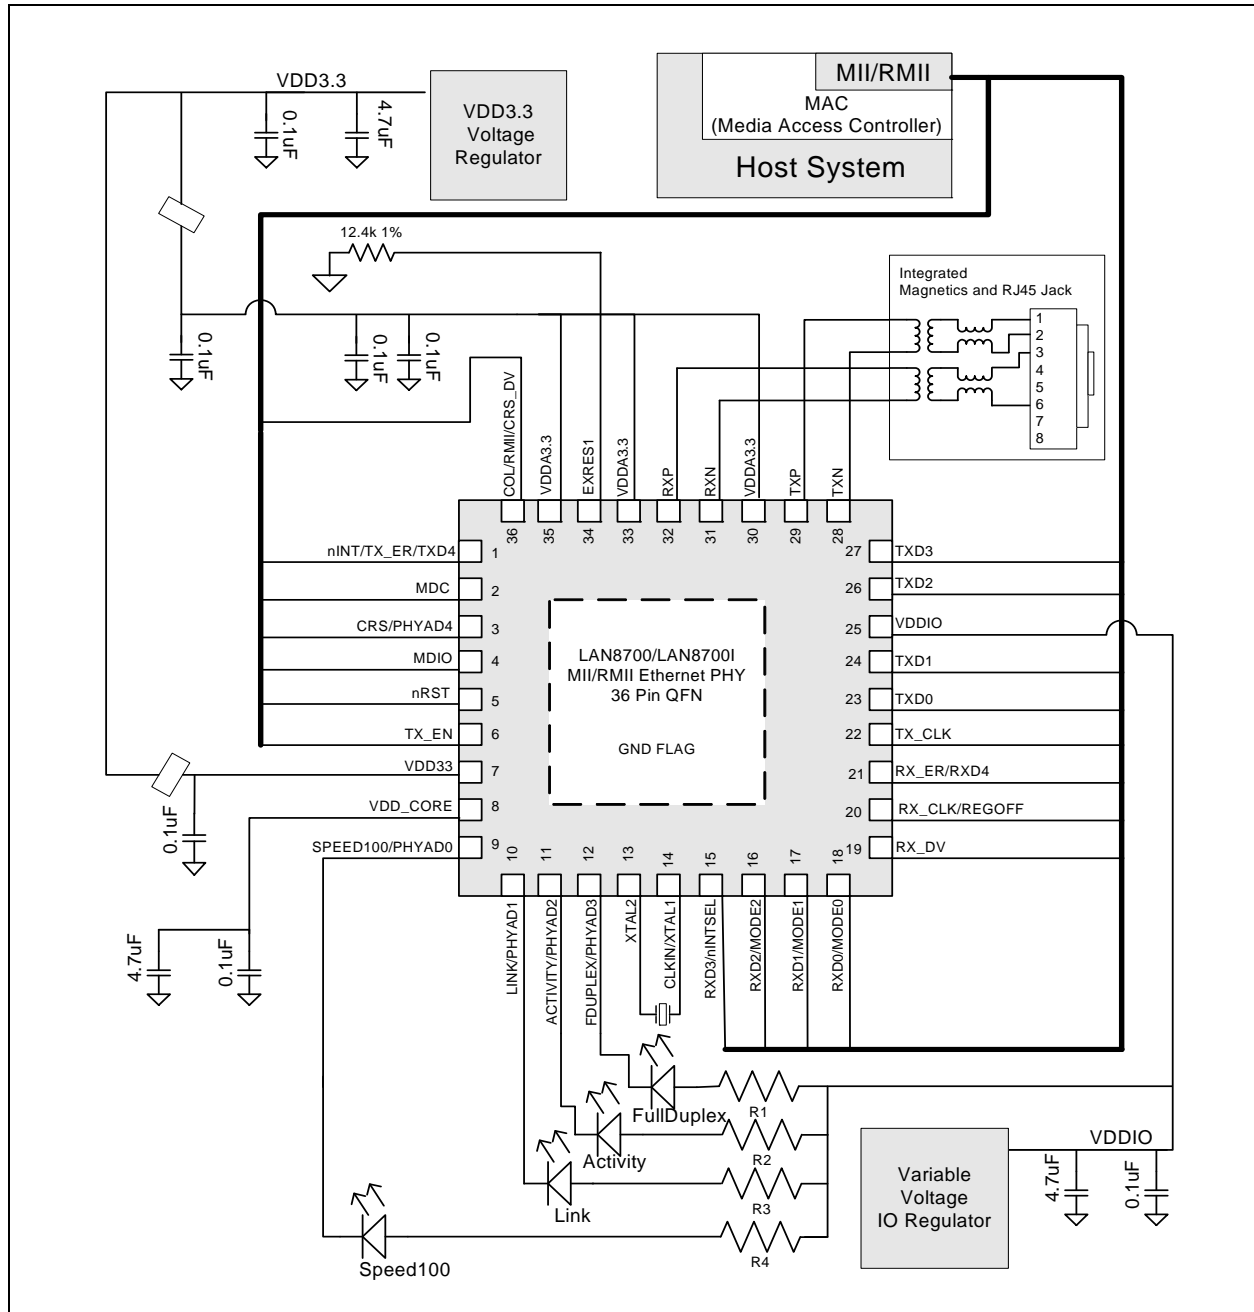 VDD3.3
0.1uF
4.7uF
VDD3.3
Voltage
Regulator
MII/RMII
MAC
(Media Access Controller)
Host System
12.4k 1%
Integrated
Magnetics and RJ45 Jack
1
2
3
4
5
6
7
8
0.1uF
0.1uF
0.1uF
COL/RMII/CRS_DV
VDDA3.3
EXRES1
VDDA3.3
RXP
RXN
VDDA3.3
TXP
TXN
36
35
34
33
32
31
30
29
28
nINT/TX_ER/TXD4
1
MDC
2
CRS/PHYAD4
3
MDIO
4
nRST
5
TX_EN
6
VDD33
7
VDD_CORE
8
SPEED100/PHYAD0
9
LAN8700/LAN8700I
MII/RMII Ethernet PHY
36 Pin QFN
GND FLAG
27
TXD3
26
TXD2
25
VDDIO
24
TXD1
23
TXD0
22
TX_CLK
21
RX_ER/RXD4
20
RX_CLK/REGOFF
19
RX_DV
10
11
12
13
14
15
16
17
18
LINK/PHYAD1
ACTIVITY/PHYAD2
FDUPLEX/PHYAD3
XTAL2
CLKIN/XTAL1
RXD3/nINTSEL
RXD2/MODE2
RXD1/MODE1
RXD0/MODE0
0.1uF
4.7uF
0.1uF
FullDuplex
R1
Activity
R2
Link
R3
Speed100
R4
Variable
Voltage
IO Regulator
VDDIO
4.7uF
0.1uF